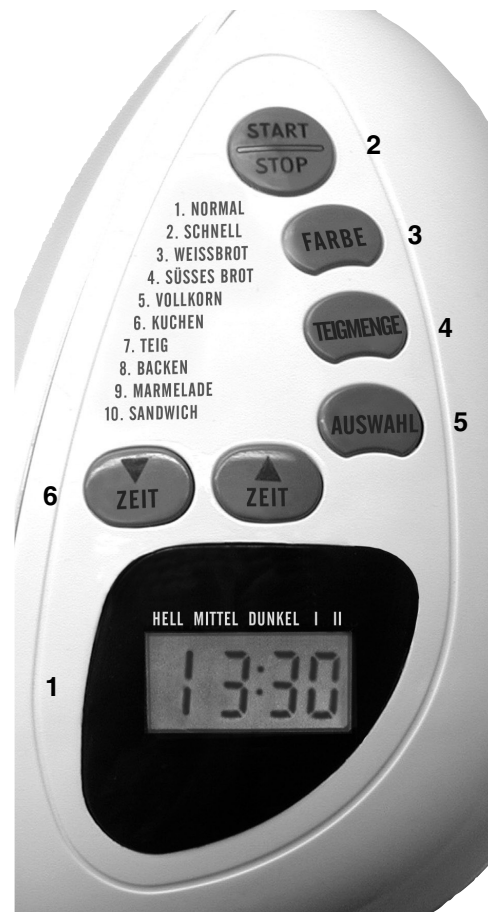 START
STOP
2
1. NORMAL
2. SCHNELL
3. WEISSBROT
4. SÜSSES BROT
5. VOLLKORN
6. KUCHEN
7. TEIG
8. BACKEN
9. MARMELADE
10. SANDWICH
FARBE
3
TEIGMENGE
4
AUSWAHL
5
6
ZEIT
ZEIT
HELL MITTEL DUNKEL I II
1
1 3:30